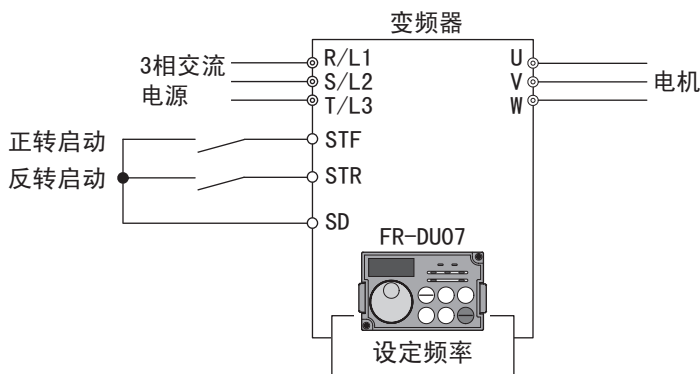 变频器
3相交流
电源
R/L1
S/L2
T/L3
U
V
W
电机
正转启动
STF
反转启动
STR
SD
FR-DU07
设定频率